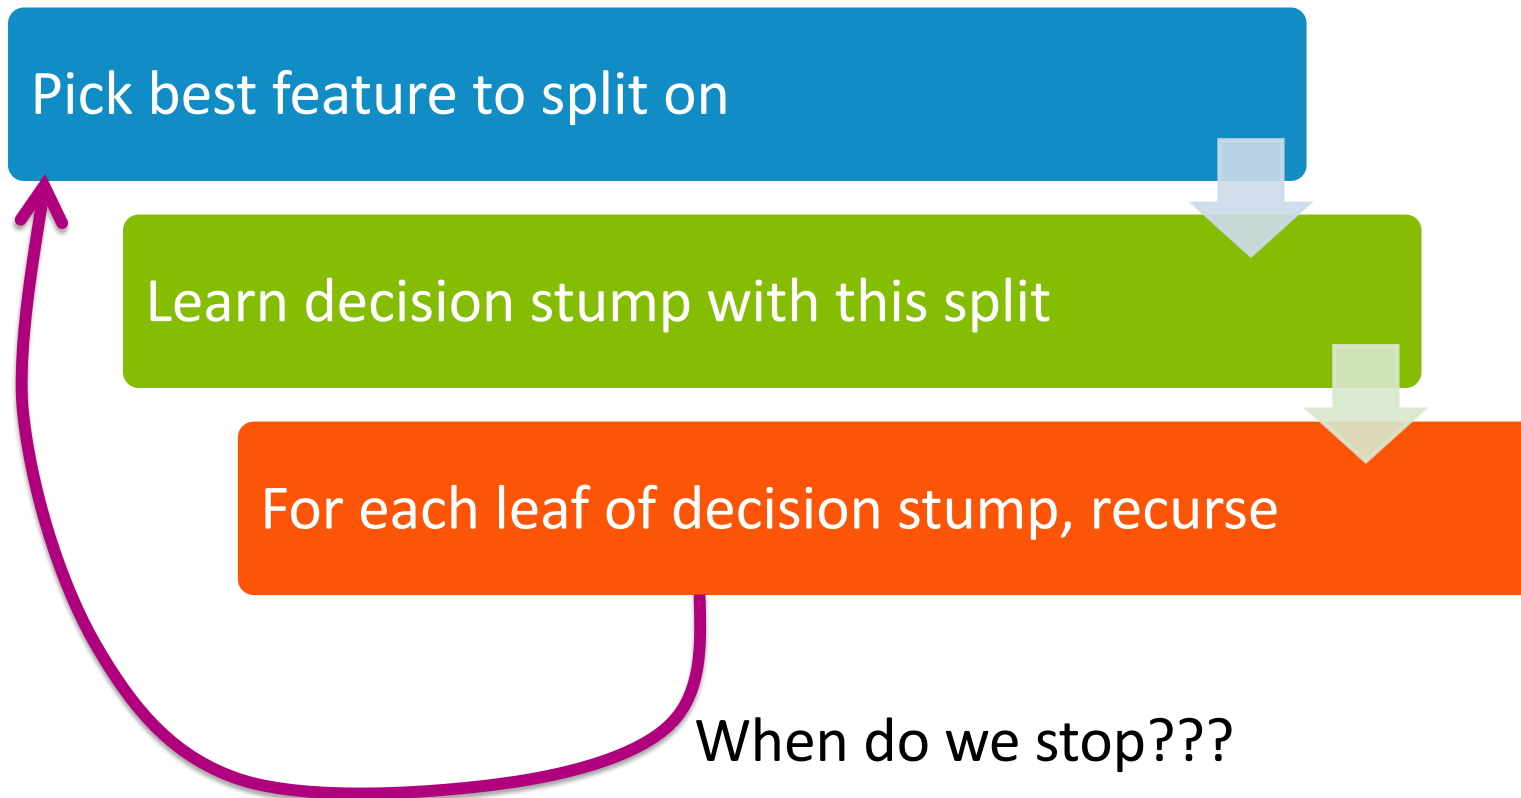 Pick best feature to split on
Learn decision stump with this split
For each leaf of decision stump, recurse
When do we stop???